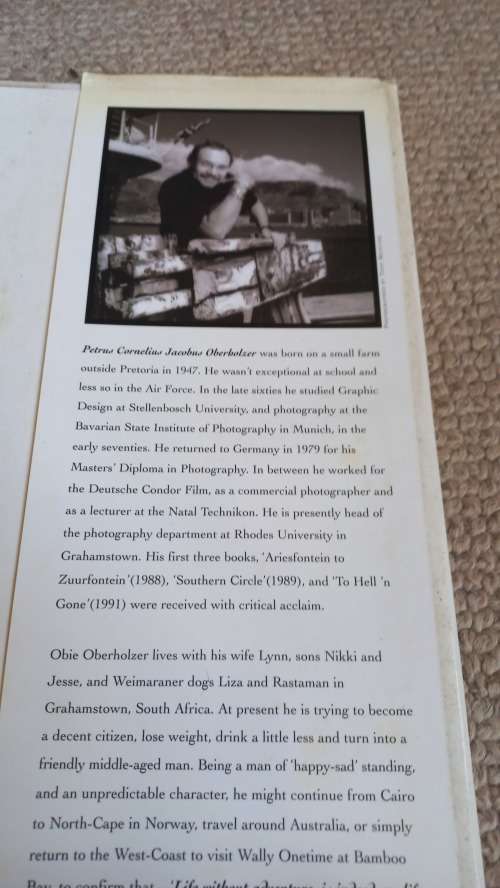 Petrus Cornelius Jacobus Oberholzer was born on a small farm
outside Pretoria in 1947. He wasn't exceptional at school and
less so in the Air Force. In the late sixties he studied Graphic
Design at Stellenbosch University, and photography at the
Bavarian State Institute of Photography in Munich, in the
early seventies. He returned to Germany in 1979 for his
Masters' Diploma in Photography. In between he worked for
the Deutsche Condor Film, as a commercial photographer and
as a lecturer at the Natal Technikon. He is presently head of
the photography department at Rhodes University in
Grahamstown. His first three books, 'Ariesfontein to
Zuurfontein'(1988), 'Southern Circle'(1989), and 'To Hell 'n
Gone'(1991) were received with critical acclaim.
Obie Oberholzer lives with his wife Lynn, sons Nikki and
Jesse, and Weimaraner dogs Liza and Rastaman in
Grahamstown, South Africa. At present he is trying to become
a decent citizen, lose weight, drink a little less and turn into a
friendly middle-aged man. Being a man of 'happy-sad' standing,
and an unpredictable character, he might continue from Cairo
to North-Cape in Norway, travel around Australia, or simply
return to the West-Coast to visit Wally Onetime at Bamboo
Bay, to confirm that 'Life without adventure is indeed